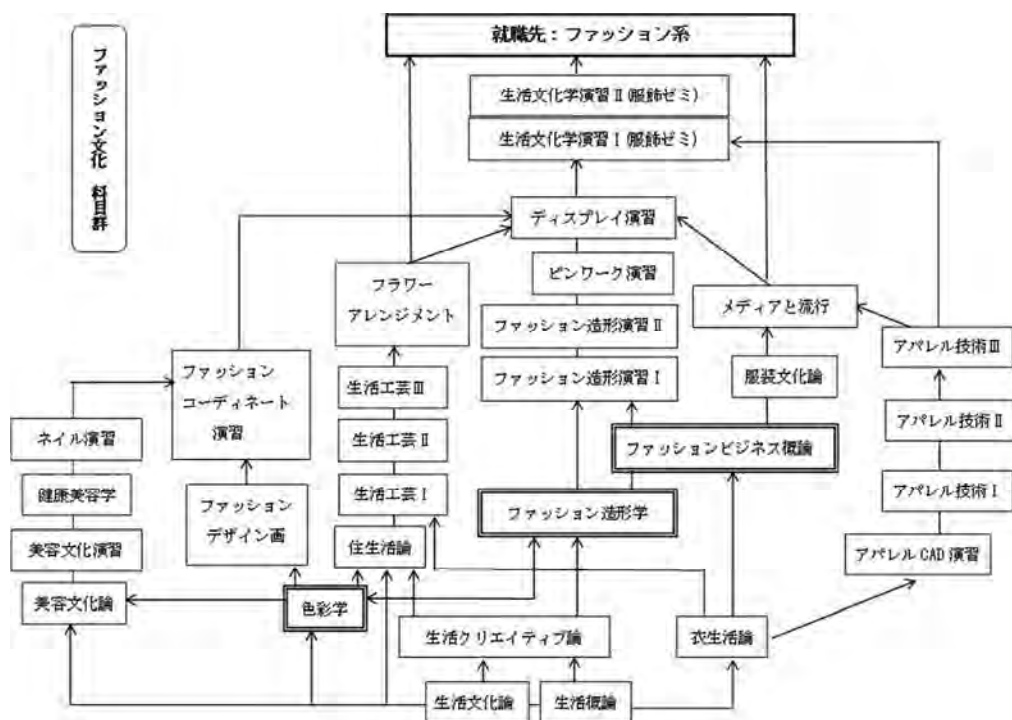 就職先：ファッション系
ファッション文化 科目群
生活文化学演習Ⅱ(服飾ゼミ)
生活文化学演習Ⅰ(服飾ゼミ)
ディスプレイ演習
ピンワーク演習
フラワー
アレンジメント
メディアと流行
ファッション造形演習Ⅱ
アパレル技術Ⅲ
ファッション
コーディネート
演習
生活工芸Ⅲ
ファッション造形演習Ⅰ
服装文化論
ネイル演習
生活工芸Ⅱ
ファッションビジネス概論
アパレル技術Ⅱ
健康美容学
ファッション
デザイン画
生活工芸Ⅰ
ファッション造形学
アパレル技術Ⅰ
美容文化演習
住生活論
アパレルCAD演習
美容文化論
色彩学
生活クリエイティブ論
衣生活論
生活文化論
生活概論